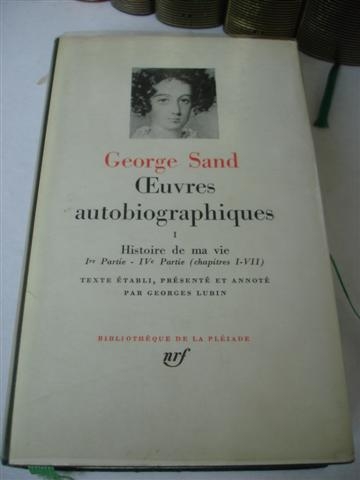 George Sand
Œuvres
autobiographiques
I
Histoire de ma vie
Ire Partie - IVe Partie (chapitres I-VII)
TEXTE ÉTABLI, PRÉSENTÉ ET ANNOTÉ
PAR GEORGES LUBIN
BIBLIOTHÈQUE DE LA PLÉIADE
nrf